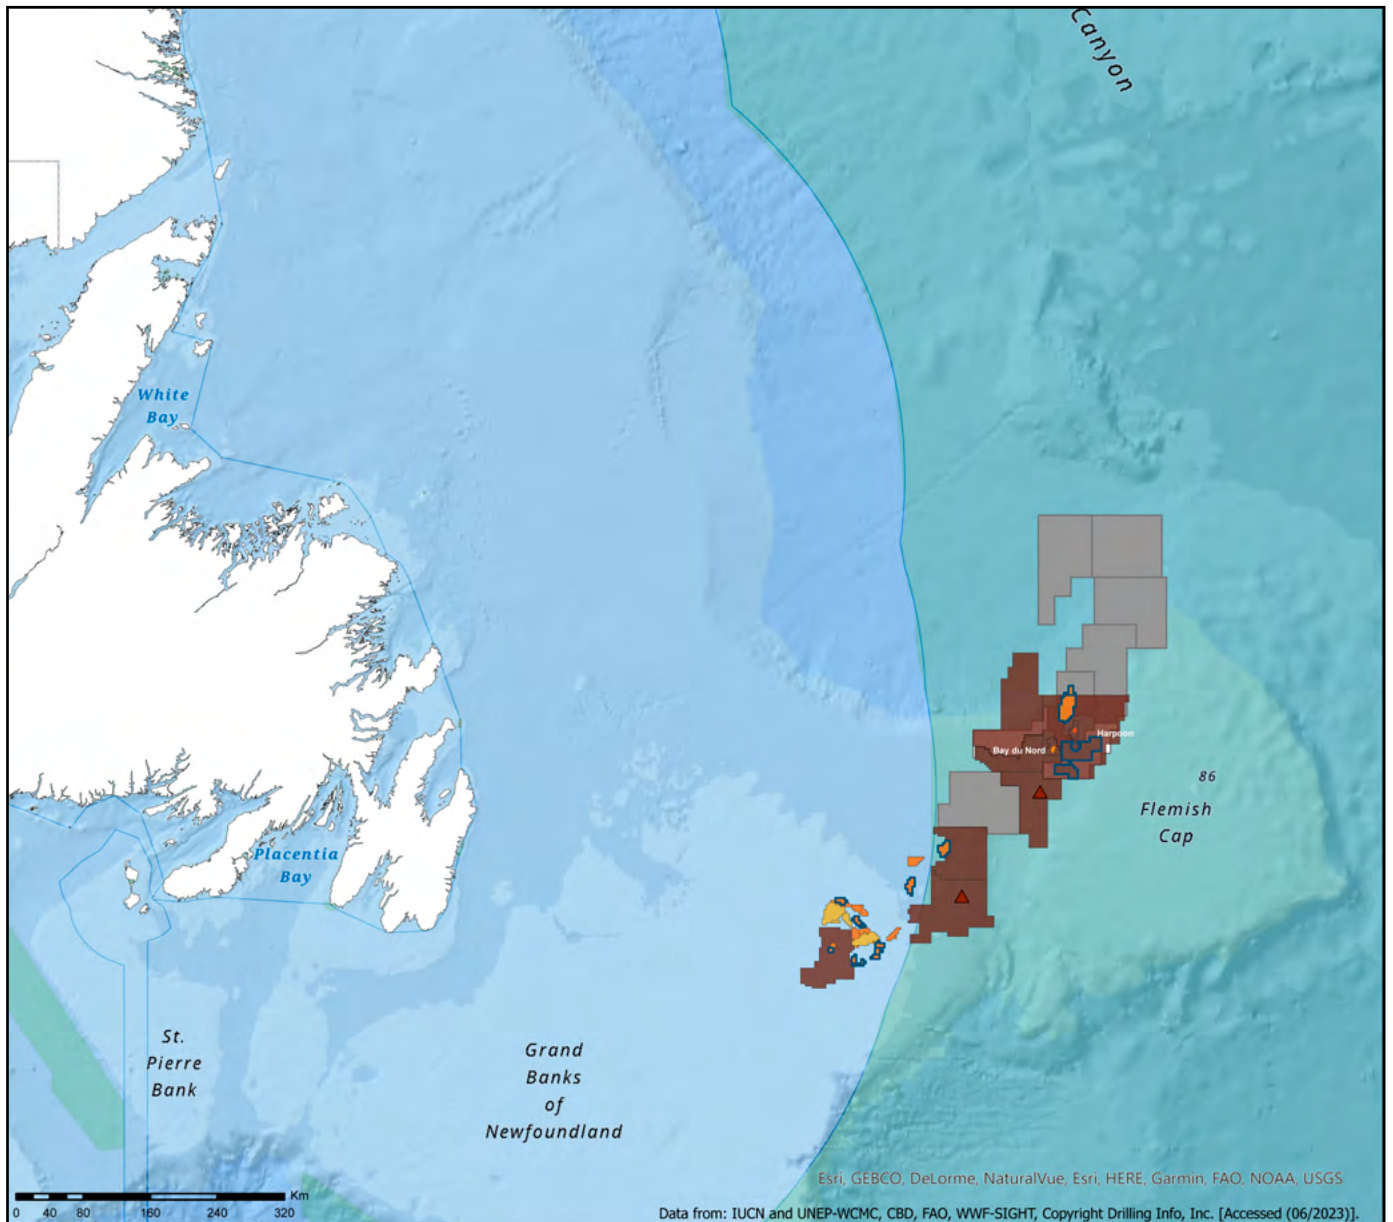 Canyon
White
Bay
Bay du Nord
Harpoon
86
Flemish
Cap
Placentia
Bay
St.
Pierre
Bank
Grand
Banks
of
Newfoundland
Esri, GEBCO, DeLorme, NaturalVue, Esri, HERE, Garmin, FAO, NOAA, USGS
Km
0 40 80 160 240 320
Data from: IUCN and UNEP-WCMC, CBD, FAO, WWF-SIGHT, Copyright Drilling Info, Inc. [Accessed (06/2023)].